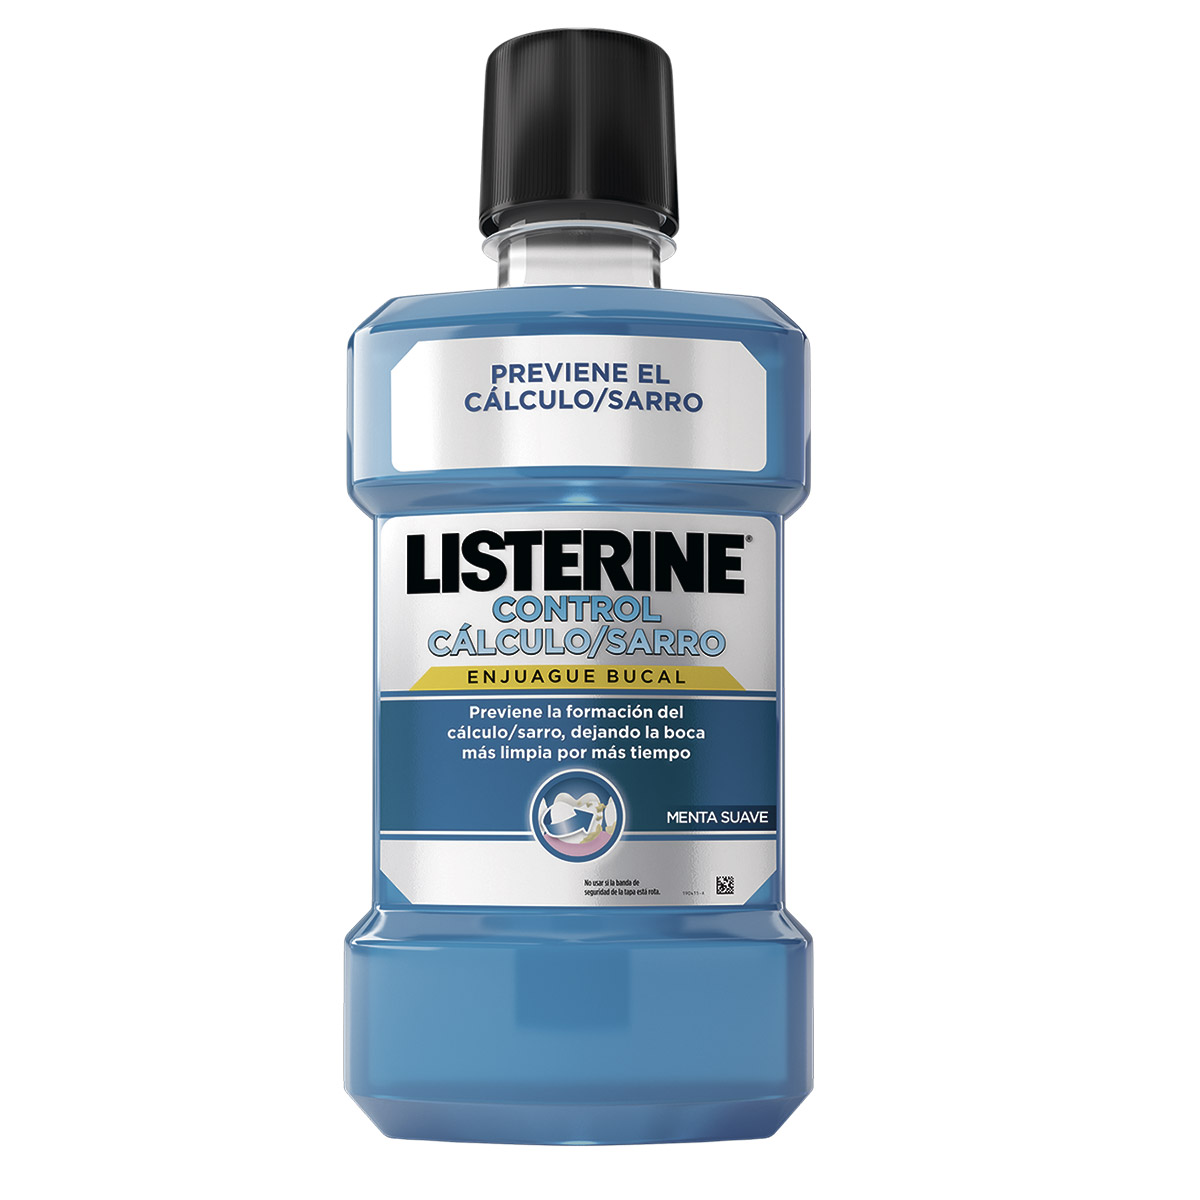 PREVIENE EL
CÁLCULO/SARRO
LISTERINE®
CONTROL
CÁLCULO/SARRO
ENJUAGUE BUCAL
Previene la formación del
cálculo/sarro, dejando la boca
más limpia por más tiempo
MENTA SUAVE
No usar si la banda de
seguridad de la tapa está rota.